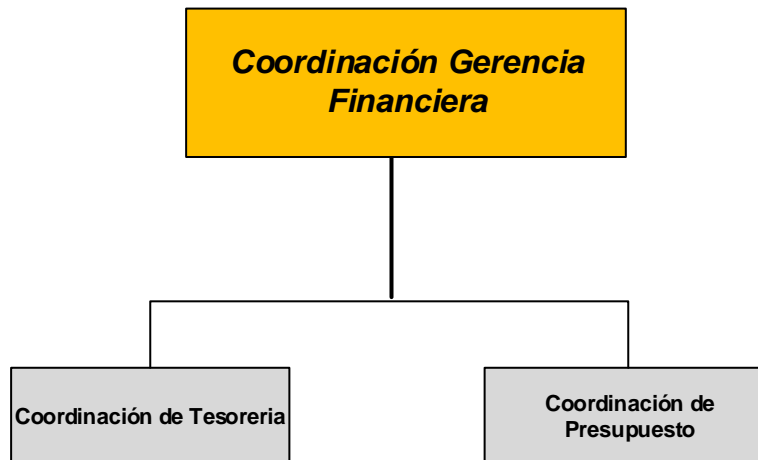 Coordinación Gerencia
Financiera
Coordinación de Tesoreria
Coordinación de
Presupuesto